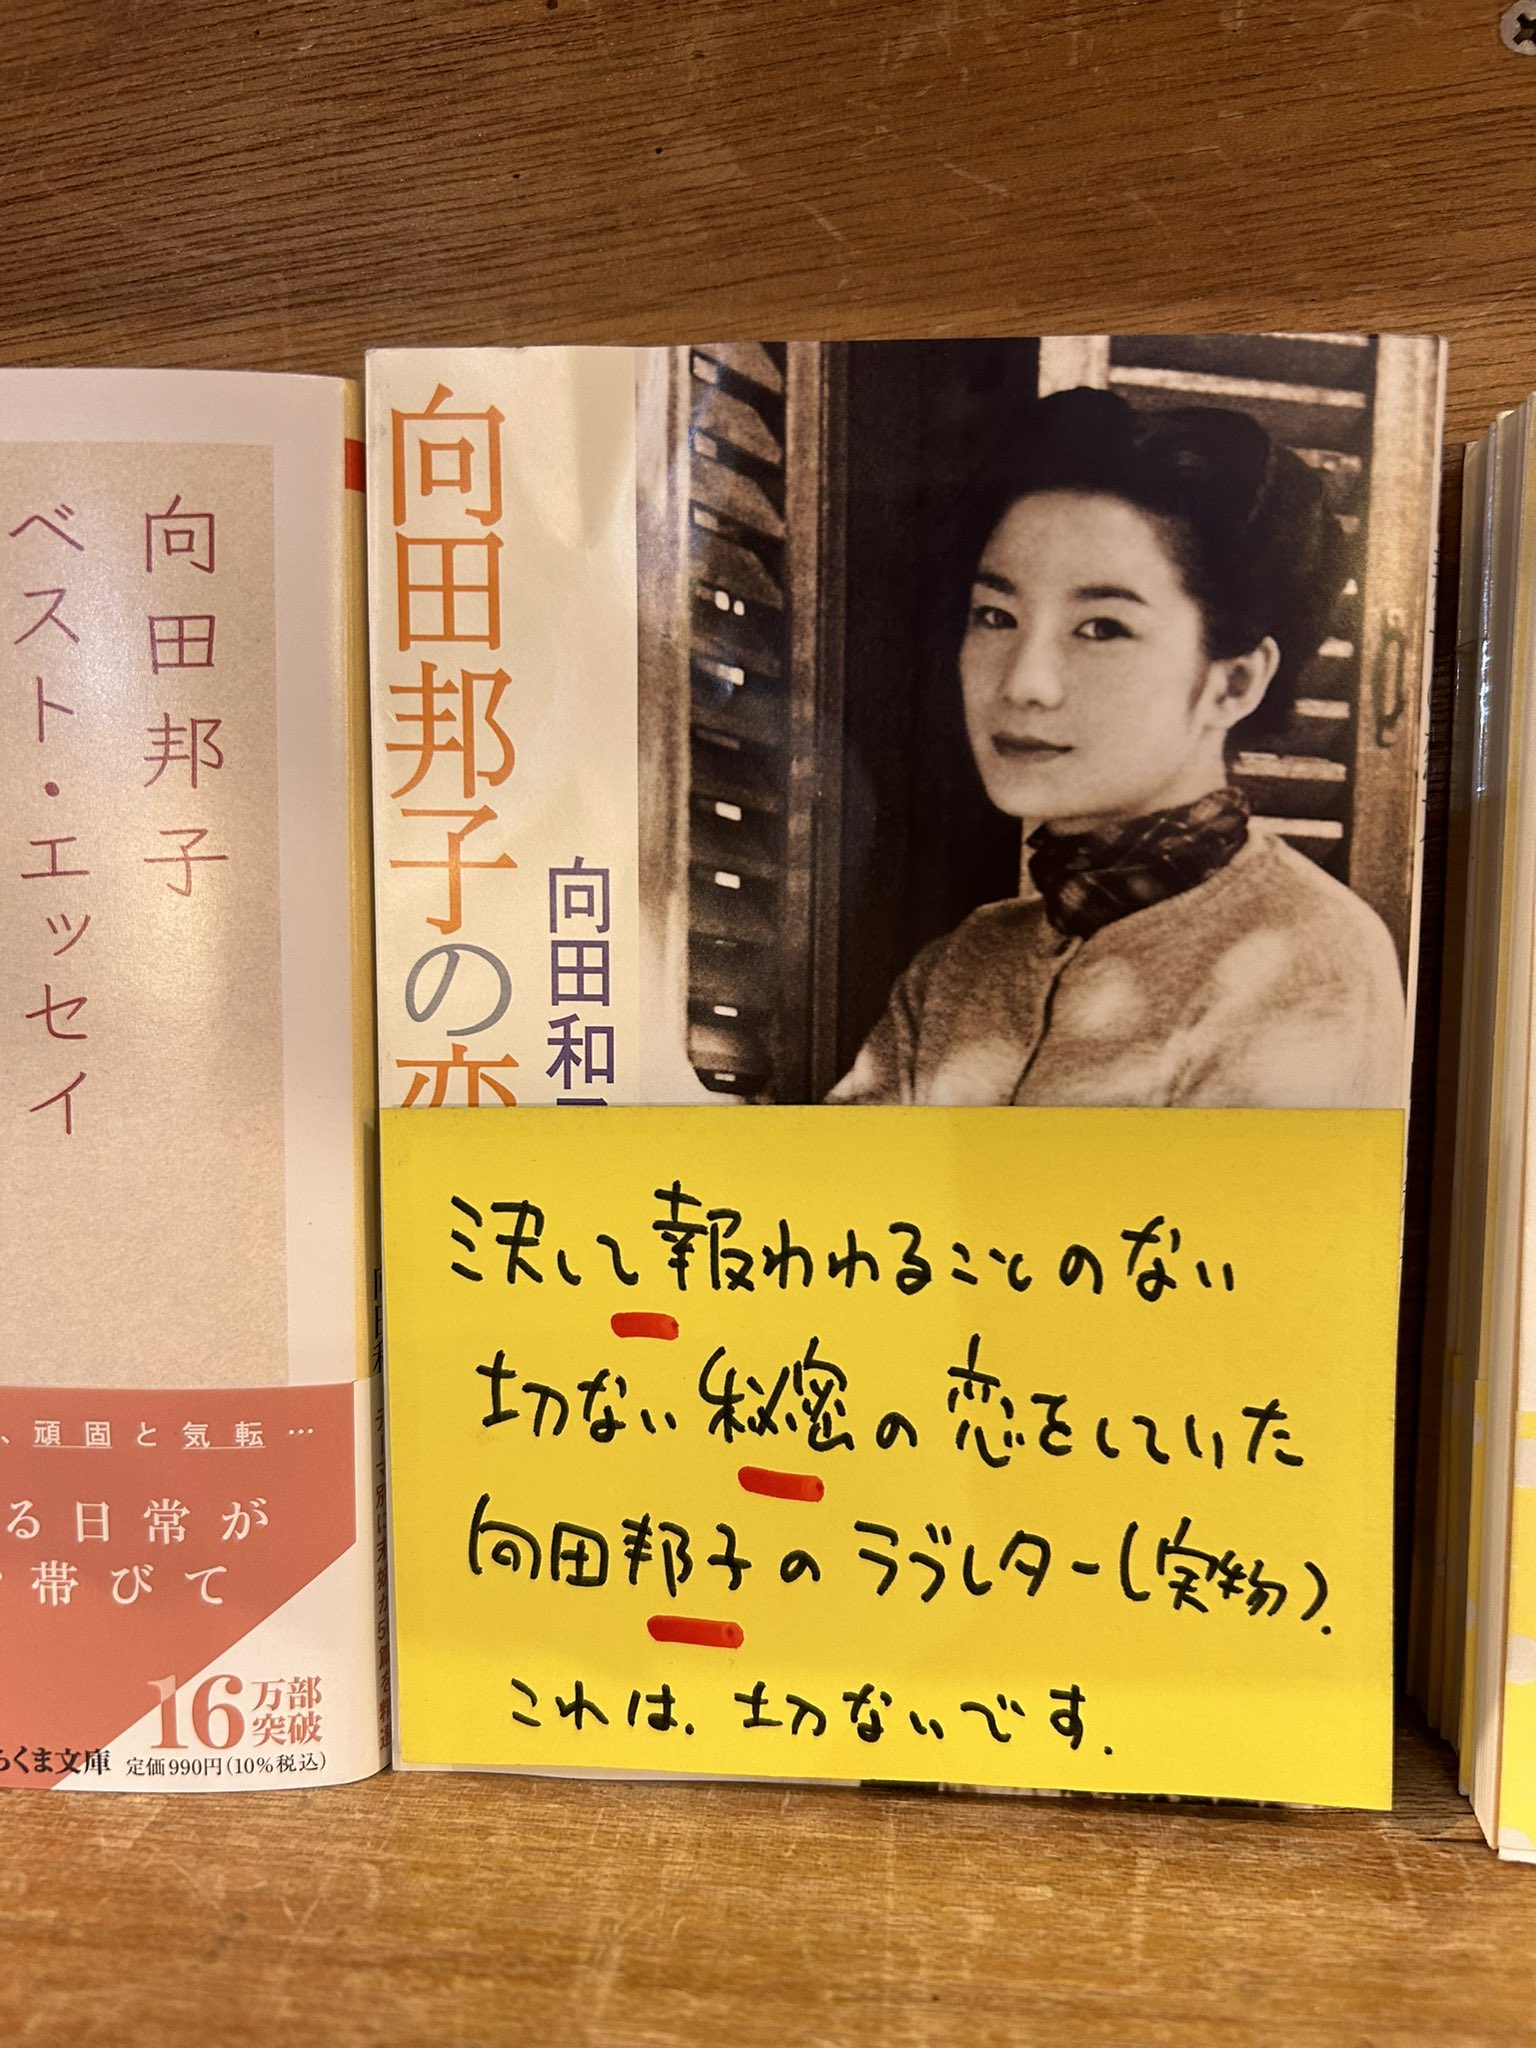 向田邦子
ベスト・エッセイ
、頑固と気転…
る日常が
帯びて
16万部
突破
ちくま文庫
定価990円(10%税込)
向田邦子の恋
向田和
決して報われることのない
切ない秘密の恋をしていた
向田邦子のラブレター(実物).
これは.切ないです.